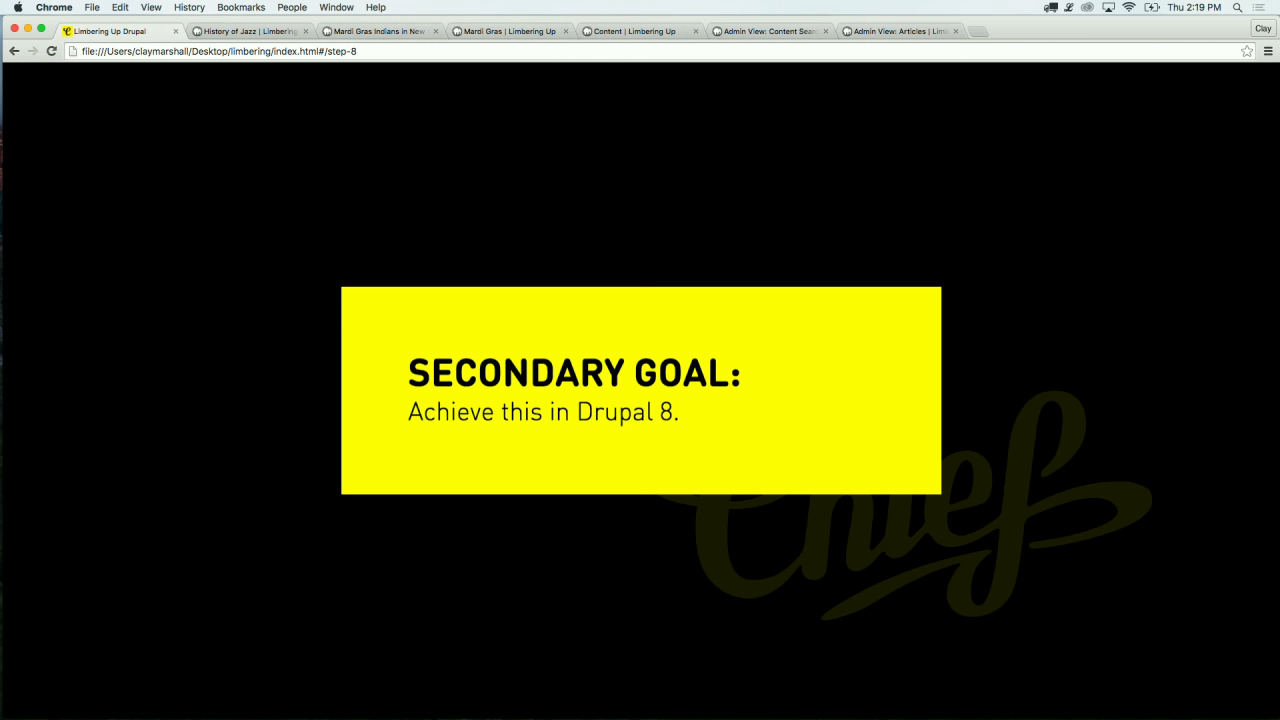 Chrome File Edit View History Bookmarks People Window Help Thu 2:19 PM
Limbering Up Drupal History of Jazz | Limbering Mardi Gras Indians in New Mardi Gras | Limbering Up Content | Limbering Up Admin View: Content Sear Admin View: Articles | Lim Clay
file:///Users/claymarshall/Desktop/limbering/index.html#/step-8
SECONDARY GOAL:
Achieve this in Drupal 8.
Chief